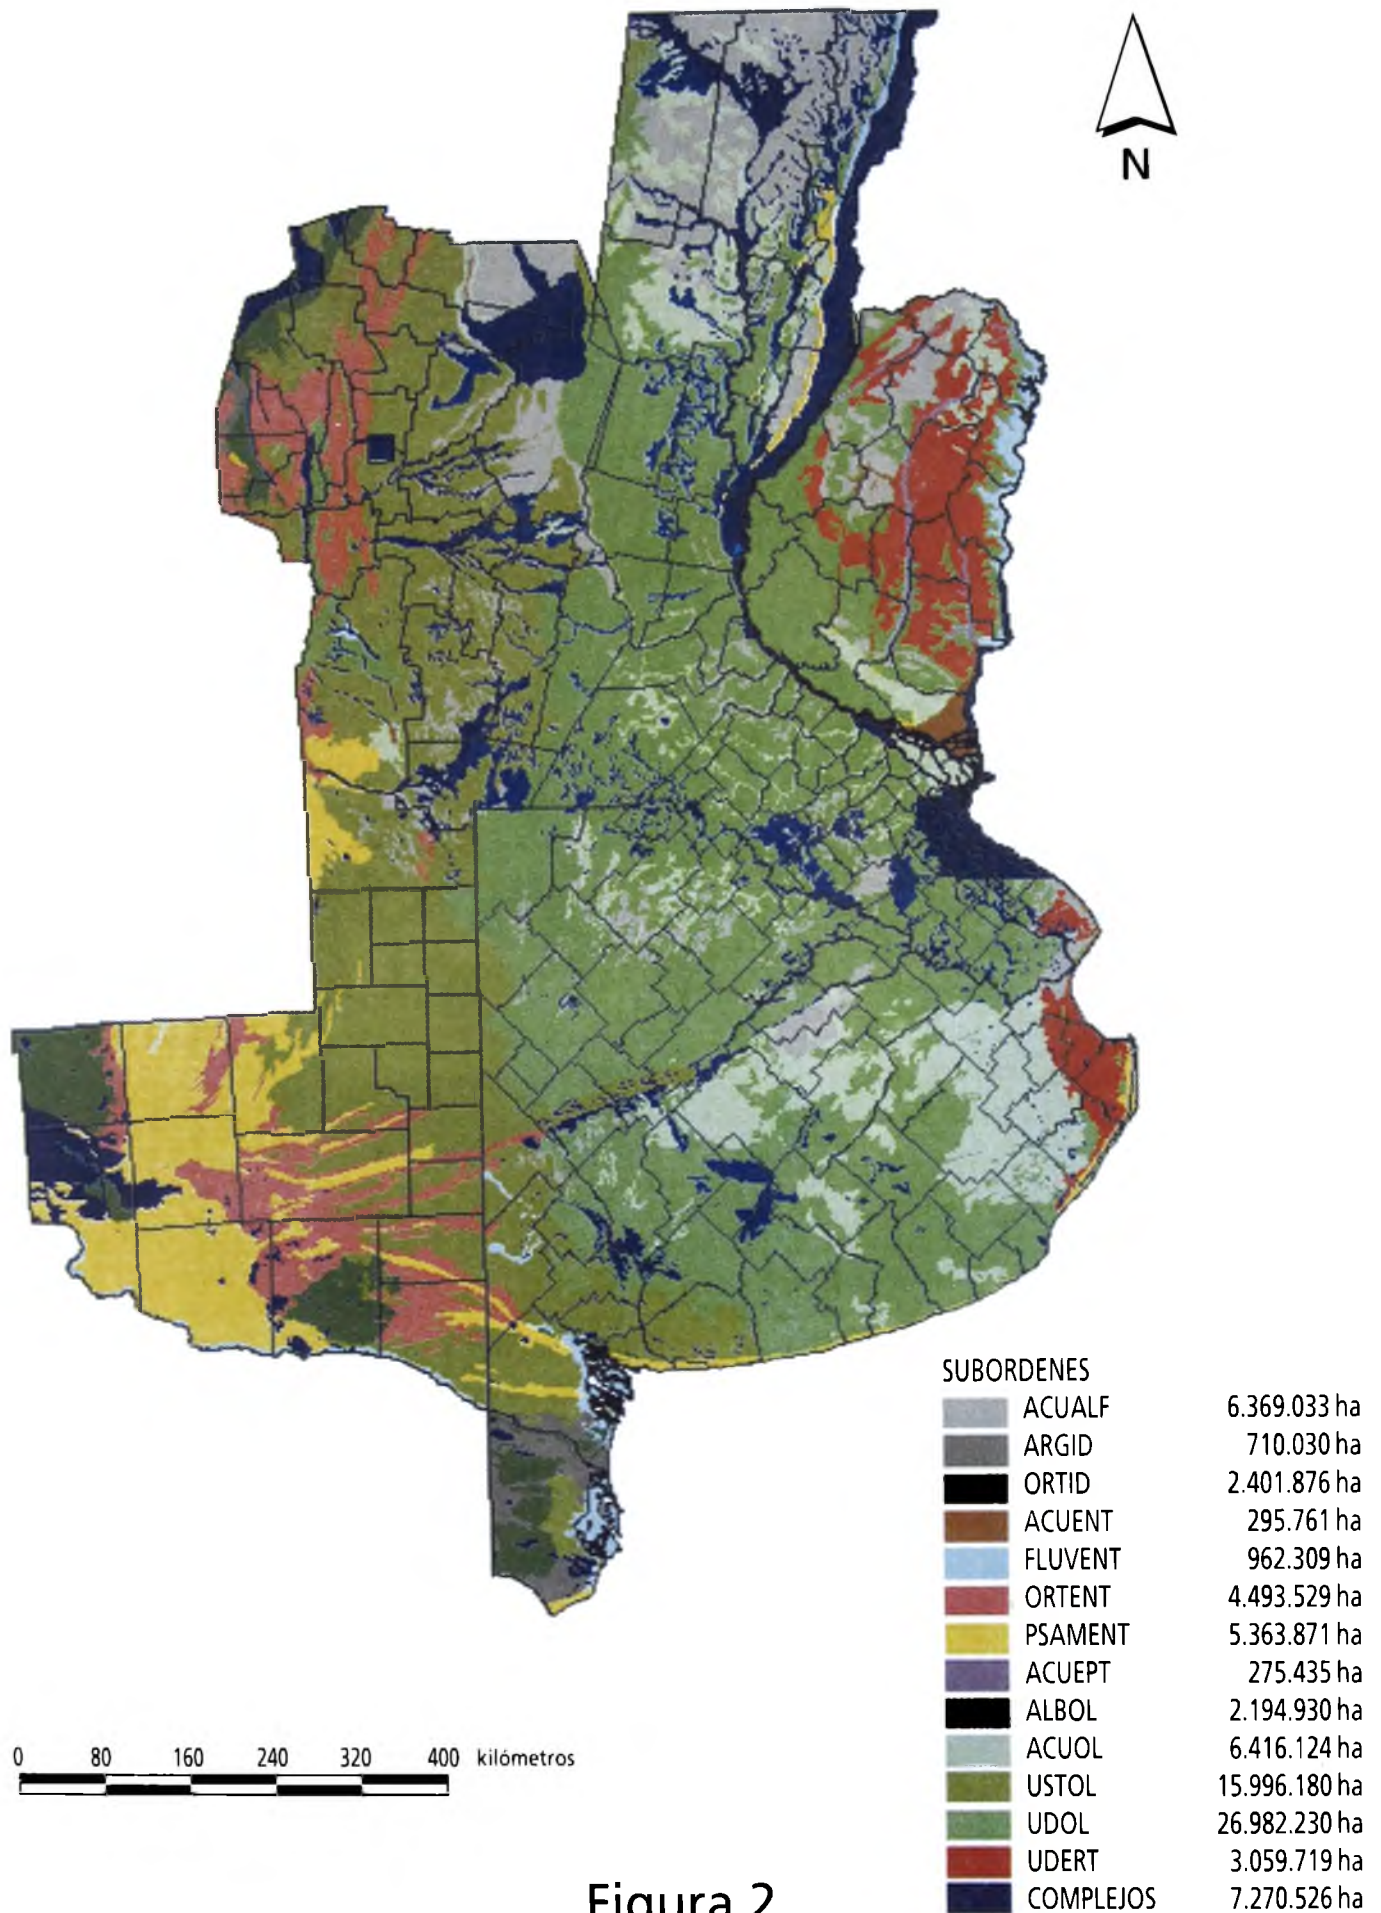 N
SUBORDENES
ACUALF 6.369.033 ha
ARGID 710.030 ha
ORTID 2.401.876 ha
ACUENT 295.761 ha
FLUVENT 962.309 ha
ORTENT 4.493.529 ha
PSAMENT 5.363.871 ha
ACUEPT 275.435 ha
ALBOL 2.194.930 ha
ACUOL 6.416.124 ha
USTOL 15.996.180 ha
UDOL 26.982.230 ha
UDERT 3.059.719 ha
COMPLEJOS 7.270.526 ha
0 80 160 240 320 400 kilómetros
Figura 2